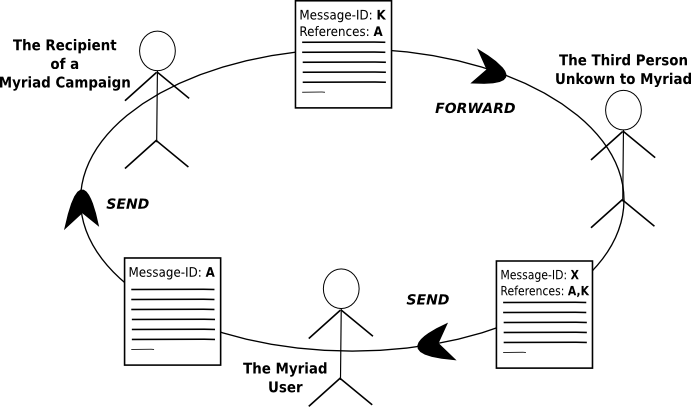 Message-ID: K
References: A
The Recipient
of a
Myriad Campaign
The Third Person
Unkown to Myriad
FORWARD
SEND
Message-ID: A
Message-ID: X
References: A,K
SEND
The Myriad
User